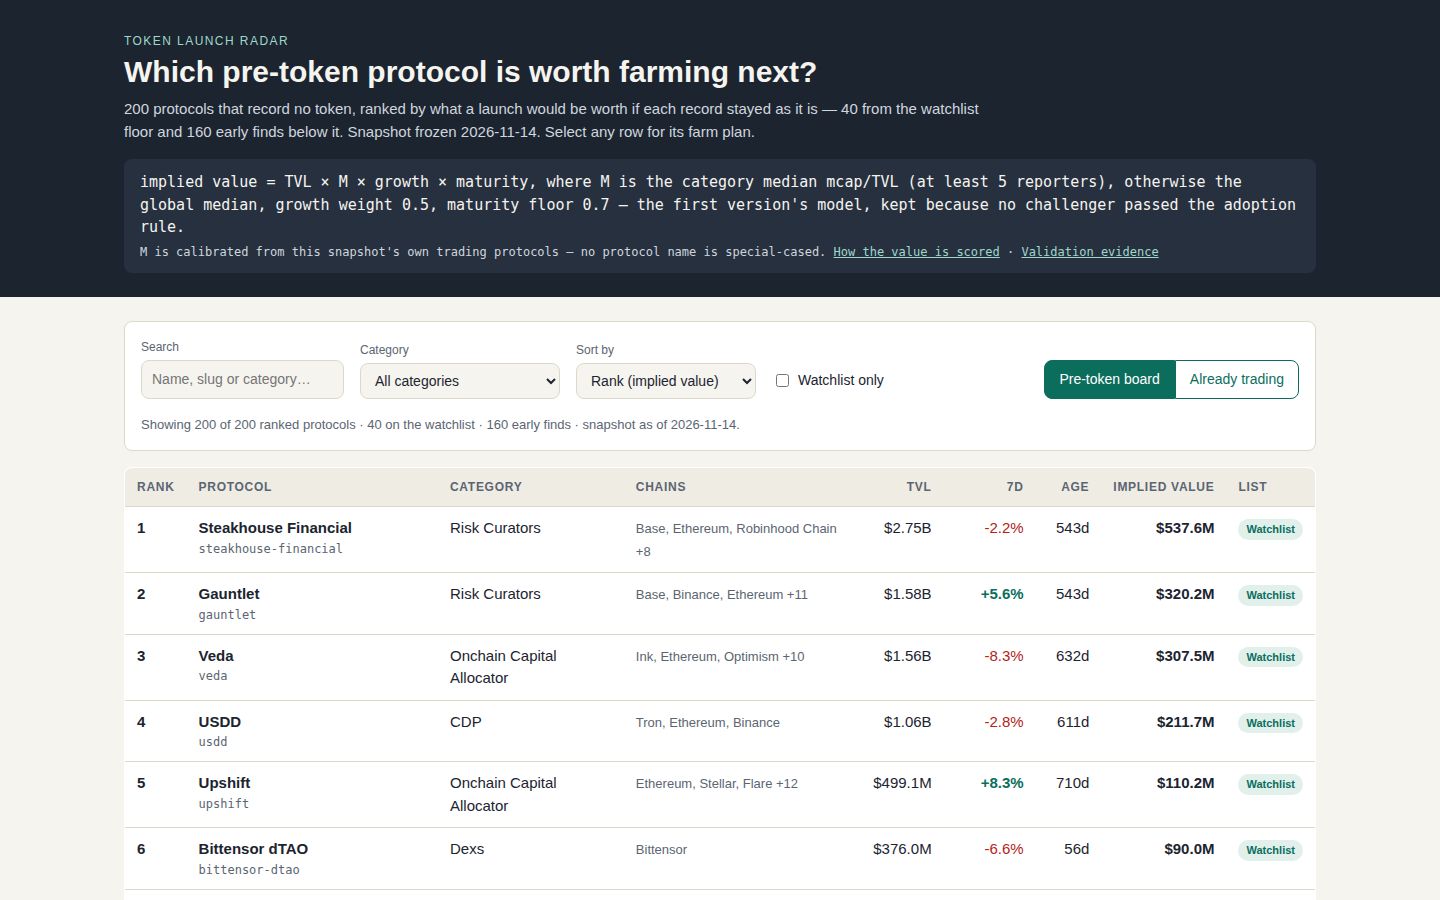 TOKEN LAUNCH RADAR
Which pre-token protocol is worth farming next?
200 protocols that record no token, ranked by what a launch would be worth if each record stayed as it is — 40 from the watchlist
floor and 160 early finds below it. Snapshot frozen 2026-11-14. Select any row for its farm plan.
implied value = TVL × M × growth × maturity, where M is the category median mcap/TVL (at least 5 reporters), otherwise the
global median, growth weight 0.5, maturity floor 0.7 — the first version's model, kept because no challenger passed the adoption
rule.
M is calibrated from this snapshot's own trading protocols — no protocol name is special-cased. How the value is scored · Validation evidence
Search
Category
Sort by
Name, slug or category…
All categories
Rank (implied value)
Watchlist only
Pre-token board
Already trading
Showing 200 of 200 ranked protocols · 40 on the watchlist · 160 early finds · snapshot as of 2026-11-14.
RANK PROTOCOL CATEGORY CHAINS TVL 7D AGE IMPLIED VALUE LIST
1 Steakhouse Financial Risk Curators Base, Ethereum, Robinhood Chain $2.75B -2.2% 543d $537.6M Watchlist
steakhouse-financial +8
2 Gauntlet Risk Curators Base, Binance, Ethereum +11 $1.58B +5.6% 543d $320.2M Watchlist
gauntlet
3 Veda Onchain Capital Ink, Ethereum, Optimism +10 $1.56B -8.3% 632d $307.5M Watchlist
veda Allocator
4 USDD CDP Tron, Ethereum, Binance $1.06B -2.8% 611d $211.7M Watchlist
usdd
5 Upshift Onchain Capital Ethereum, Stellar, Flare +12 $499.1M +8.3% 710d $110.2M Watchlist
upshift Allocator
6 Bittensor dTAO Dexs Bittensor $376.0M -6.6% 56d $90.0M Watchlist
bittensor-dtao